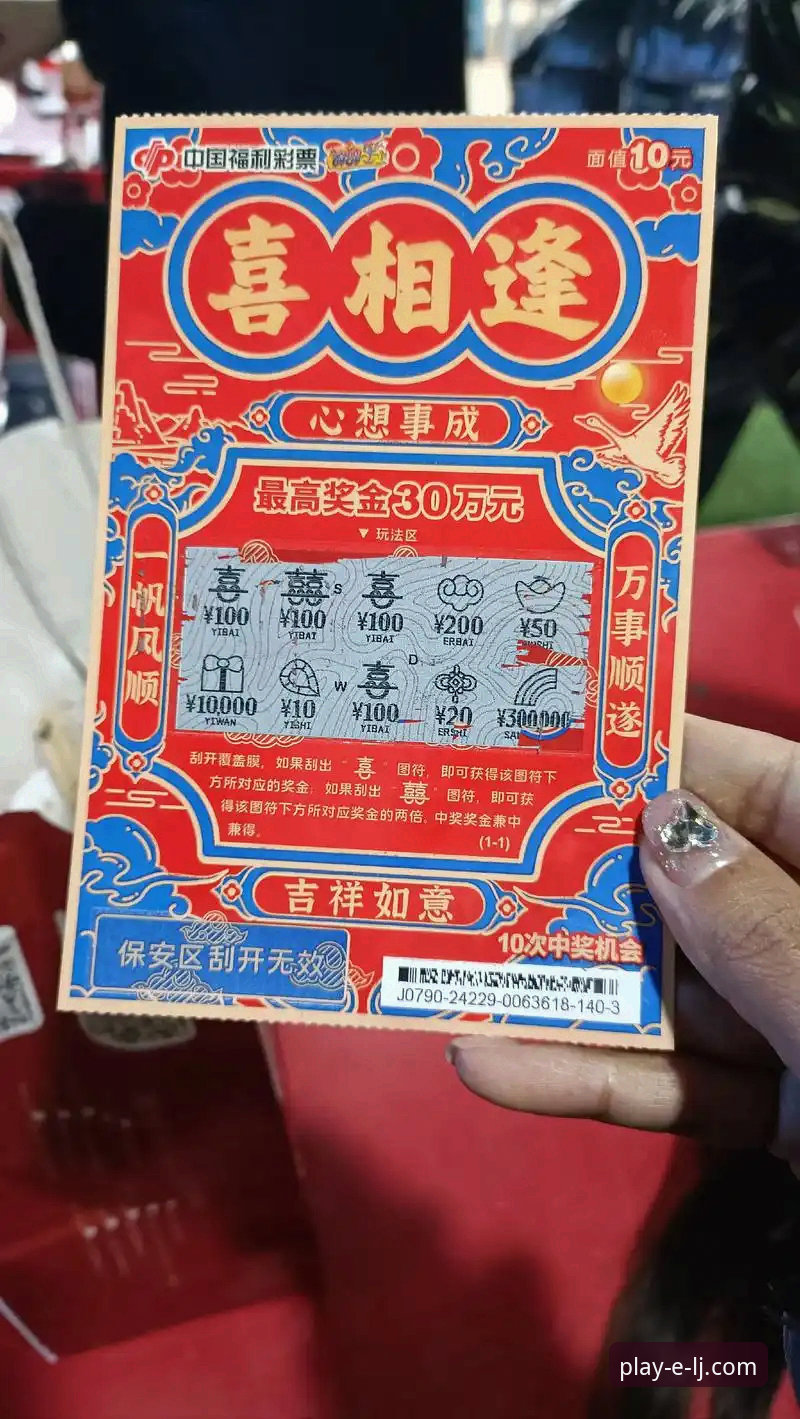 中国福利彩票
面值10元
喜相逢
心想事成
一帆风顺
万事顺遂
最高奖金30万元
▼ 玩法区
喜 囍 S 喜
¥100 ¥100 ¥100 ¥200 ¥50
YIBAI YIBAI YIBAI ERBAI
W 喜 D
¥10,000 ¥10 ¥100 ¥20 ¥300,000
YIWAN YISHI YIBAI ERSHI
刮开覆盖膜，如果刮出“喜”图符，即可获得该图符下
方所对应的奖金；如果刮出“囍”图符，即可获
得该图符下方所对应奖金的两倍。中奖奖金兼中
兼得。
(1-1)
吉祥如意
10次中奖机会
保安区刮开无效
J0790-24229-0063618-140-3
play-e-lj.com